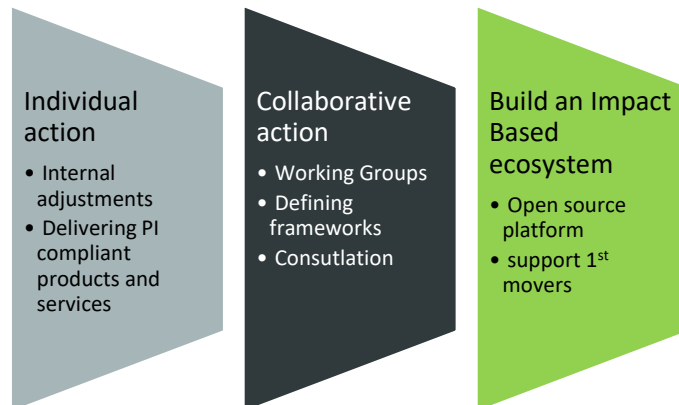 Individual
action
• Internal
adjustments
• Delivering PI
compliant
products and
services
Collaborative
action
• Working Groups
• Defining
frameworks
• Consutlation
Build an Impact
Based
ecosystem
• Open source
platform
• support 1st
movers